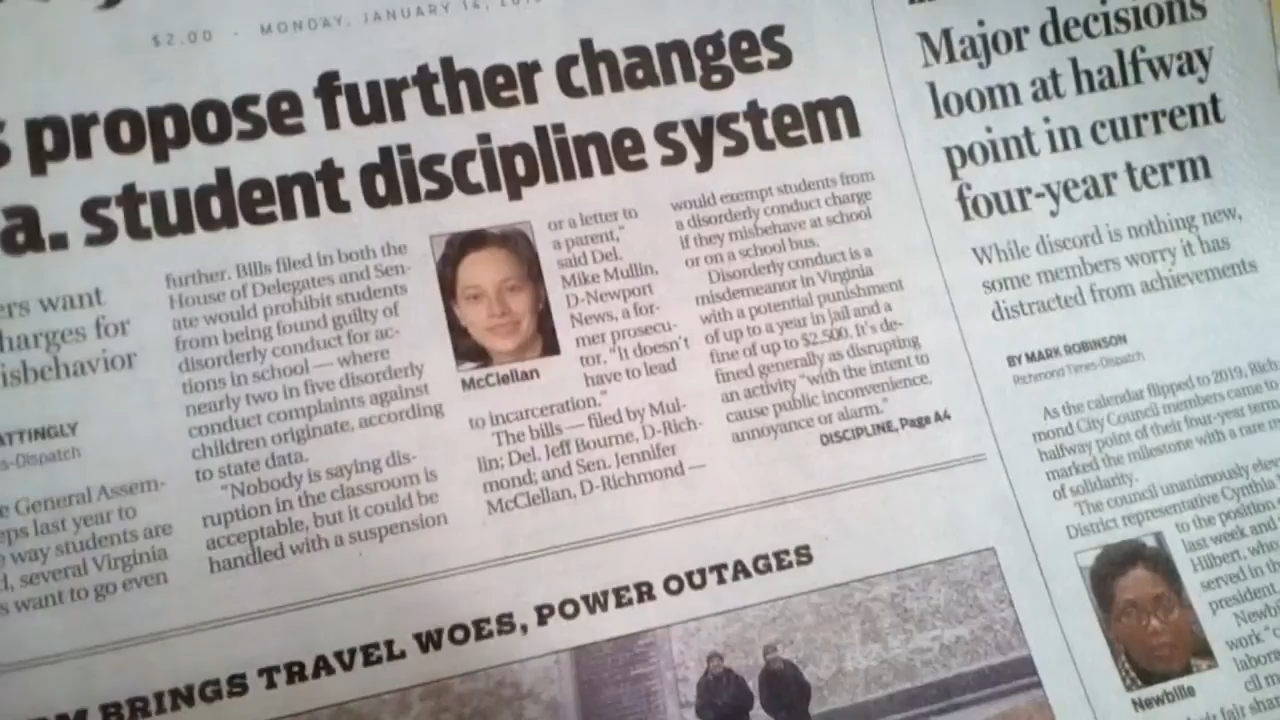 $2.00 · MONDAY, JANUARY 14,
propose further changes
a. student discipline system
ers want
harges for
isbehavior
ATTINGLY
s-Dispatch
e General Assem-
eps last year to
way students are
d, several Virginia
s want to go even
further. Bills filed in both the
House of Delegates and Sen-
ate would prohibit students
from being found guilty of
disorderly conduct for ac-
tions in school — where
nearly two in five disorderly
conduct complaints against
children originate, according
to state data.
"Nobody is saying dis-
ruption in the classroom is
acceptable, but it could be
handled with a suspension
McClellan
or a letter to
a parent,"
said Del.
Mike Mullin,
D-Newport
News, a for-
mer prosecu-
tor. "It doesn't
have to lead
to incarceration."
The bills — filed by Mul-
lin; Del. Jeff Bourne, D-Rich-
mond; and Sen. Jennifer
McClellan, D-Richmond —
would exempt students from
a disorderly conduct charge
if they misbehave at school
or on a school bus.
Disorderly conduct is a
misdemeanor in Virginia
with a potential punishment
of up to a year in jail and a
fine of up to $2,500. It's de-
fined generally as disrupting
an activity "with the intent to
cause public inconvenience,
annoyance or alarm."
DISCIPLINE, Page A4
BRINGS TRAVEL WOES, POWER OUTAGES
Major decisions
loom at halfway
point in current
four-year term
While discord is nothing new,
some members worry it has
distracted from achievements
BY MARK ROBINSON
Richmond Times-Dispatch
As the calendar flipped to 2019, Rich
mond City Council members came to
halfway point of their four-year term
marked the milestone with a rare m
of solidarity.
The council unanimously elev
District representative Cynthia
to the position
last week and
Hilbert, who
served in th
president
Newb
work," c
labora
cil m
fair shar
Newbille